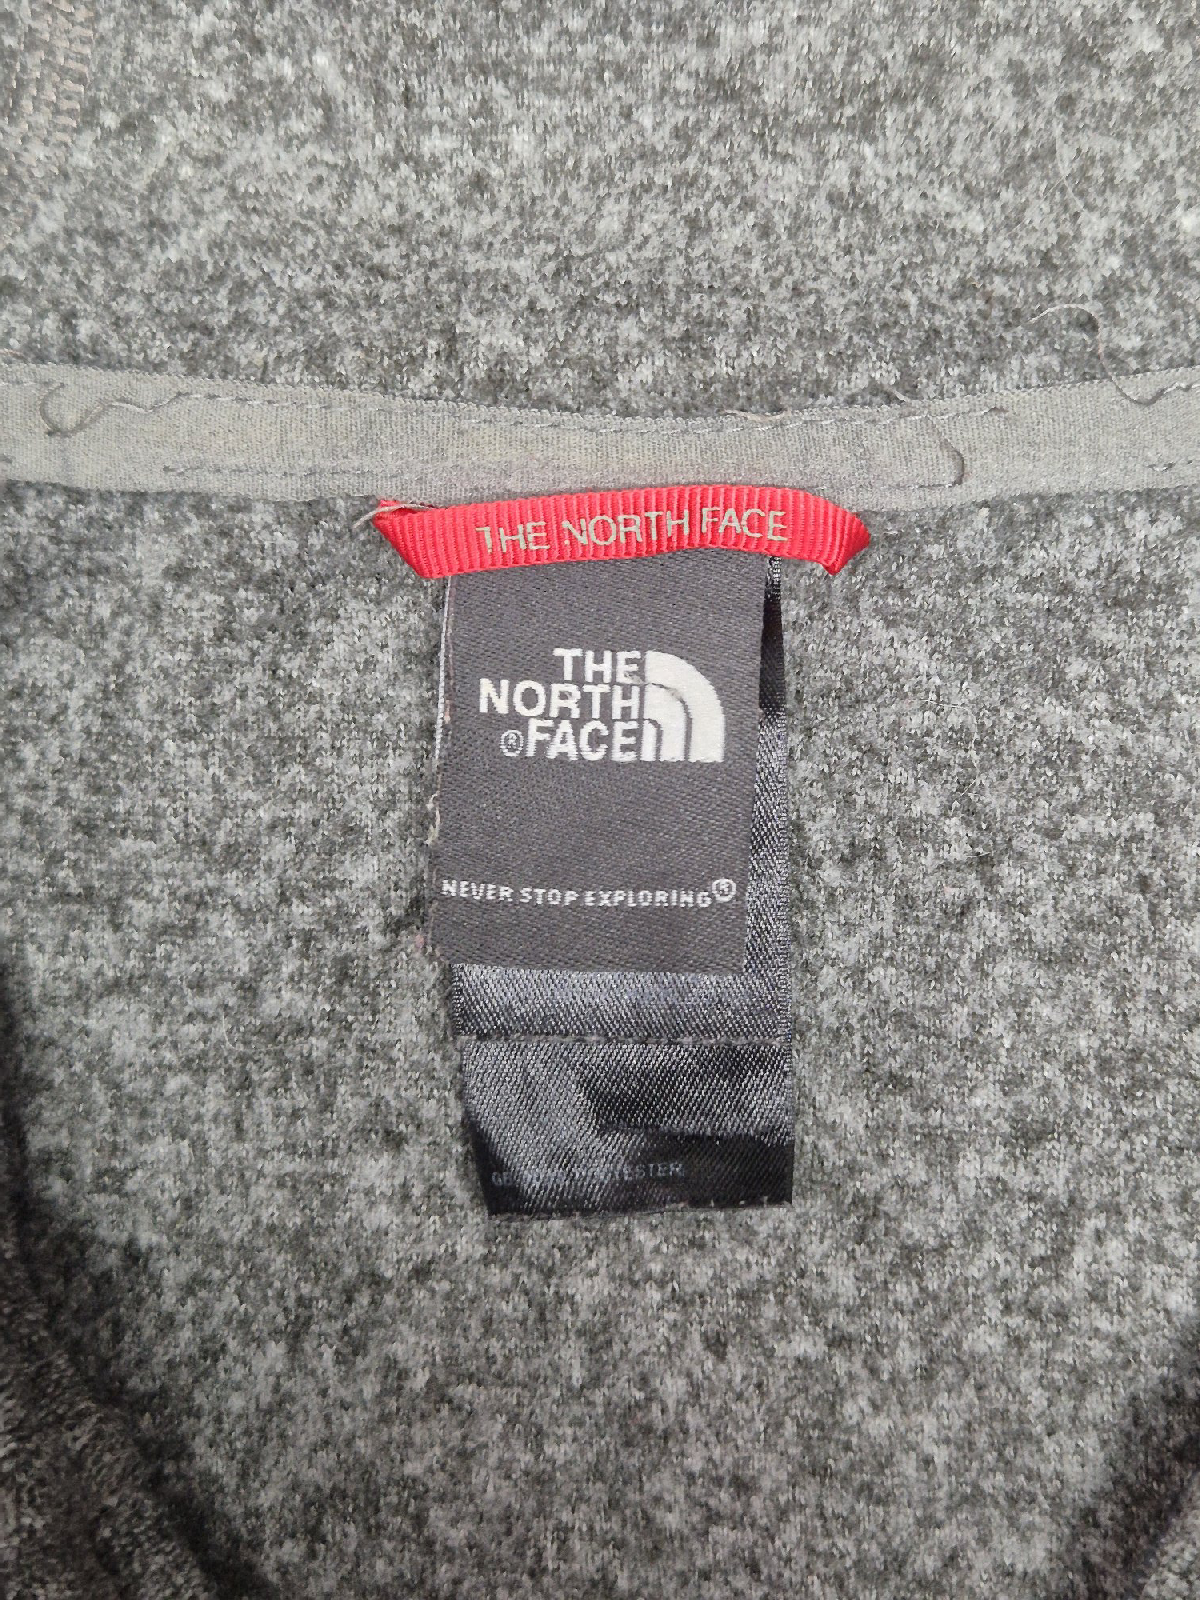 THE NORTH FACE
THE
NORTH
®FACE
NEVER STOP EXPLORING®